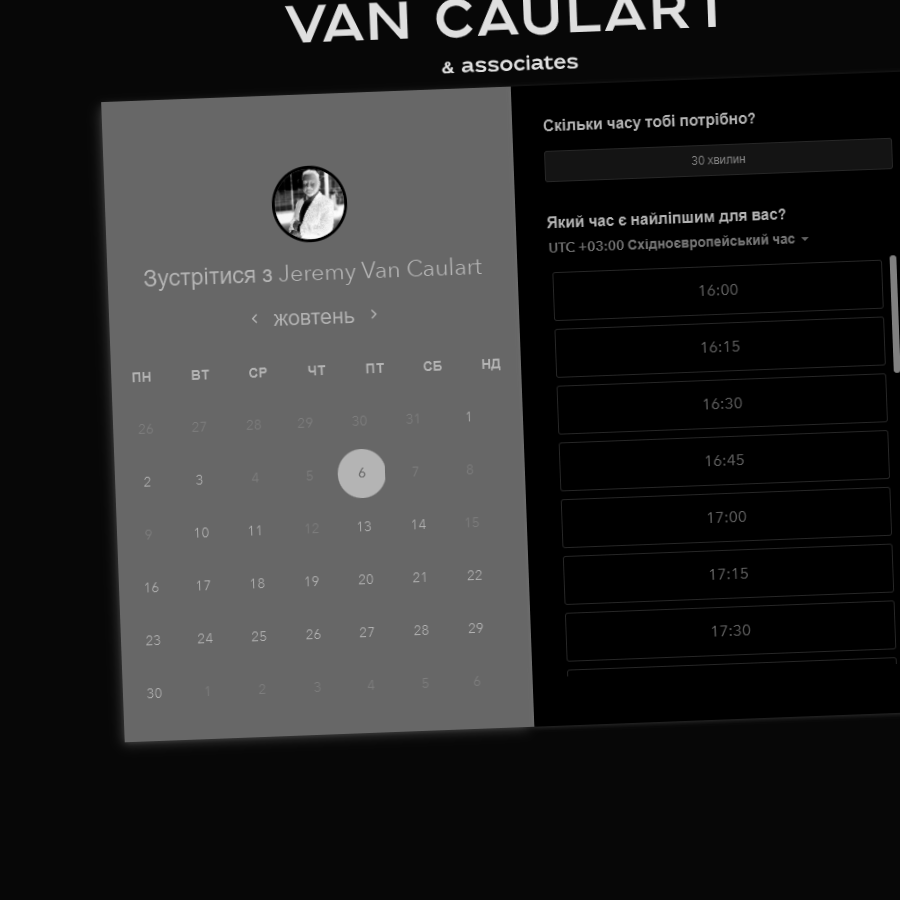 VAN CAULART
& associates
Зустрітися з Jeremy Van Caulart
жовтень
ПН ВТ СР ЧТ ПТ СБ НД
26 27 28 29 30 31 1
2 3 4 5 6 7 8
9 10 11 12 13 14 15
16 17 18 19 20 21 22
23 24 25 26 27 28 29
30 1 2 3 4 5 6
Скільки часу тобі потрібно?
30 хвилин
Який час є найліпшим для вас?
UTC +03:00 Східноєвропейський час
16:00
16:15
16:30
16:45
17:00
17:15
17:30